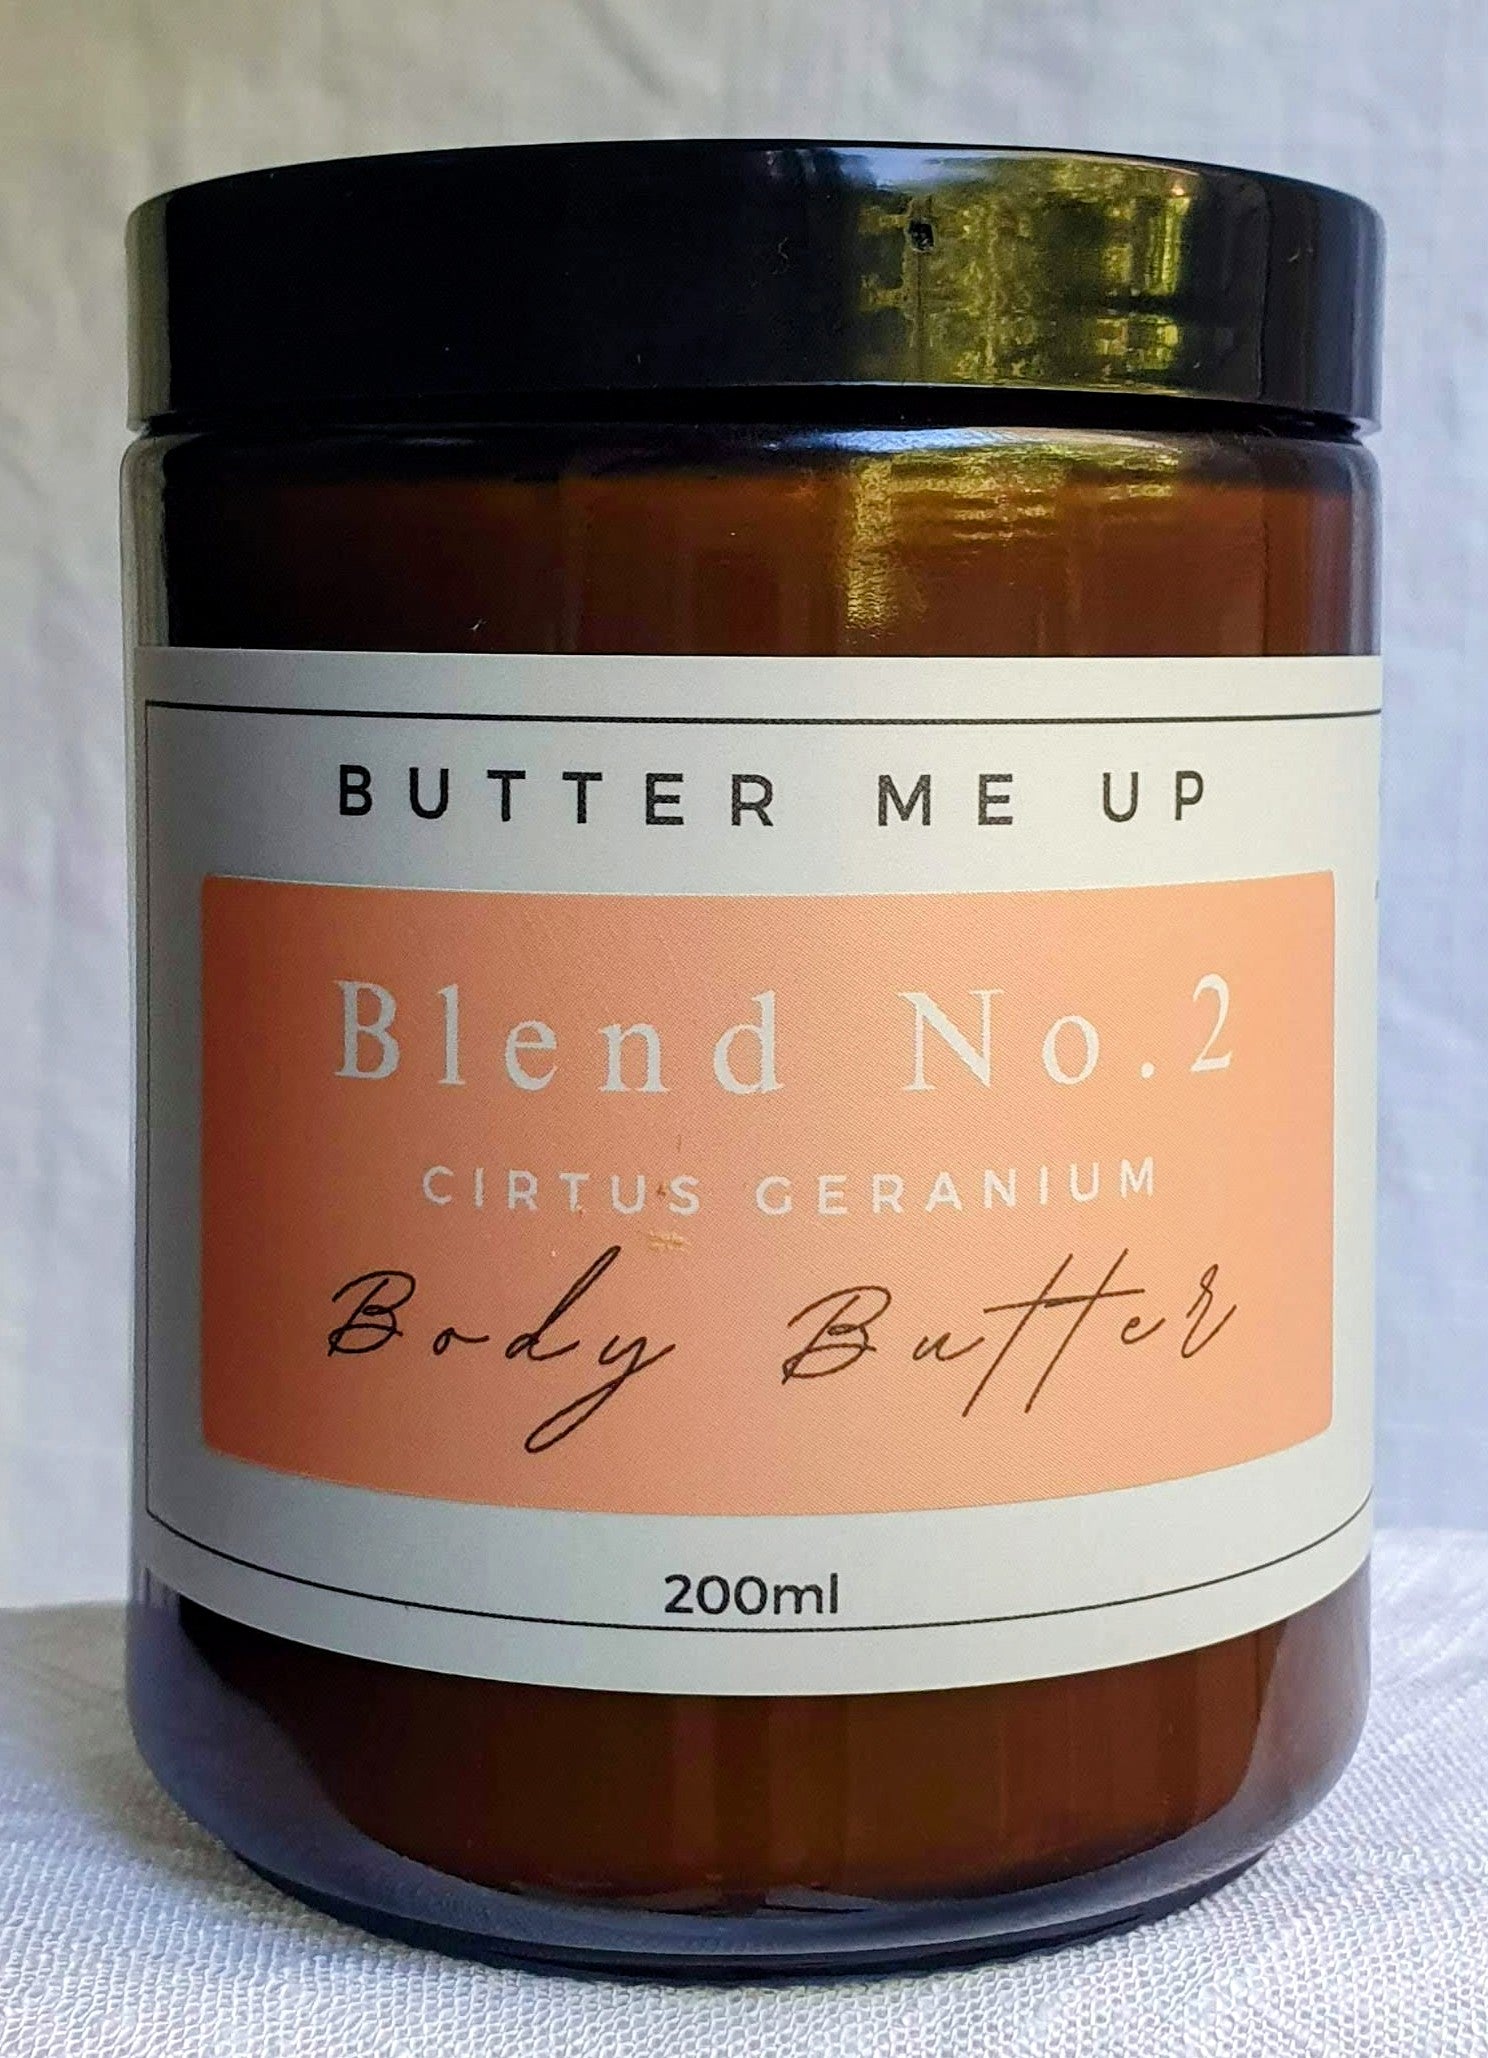 BUTTER ME UP
Blend No.2
CIRTUS GERANIUM
Body Butter
200ml